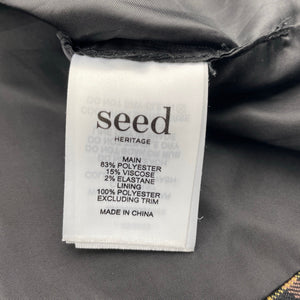 seed
HERITAGE
MAIN
83% POLYESTER
15% VISCOSE
2% ELASTANE
LINING
100% POLYESTER
EXCLUDING TRIM
MADE IN CHINA